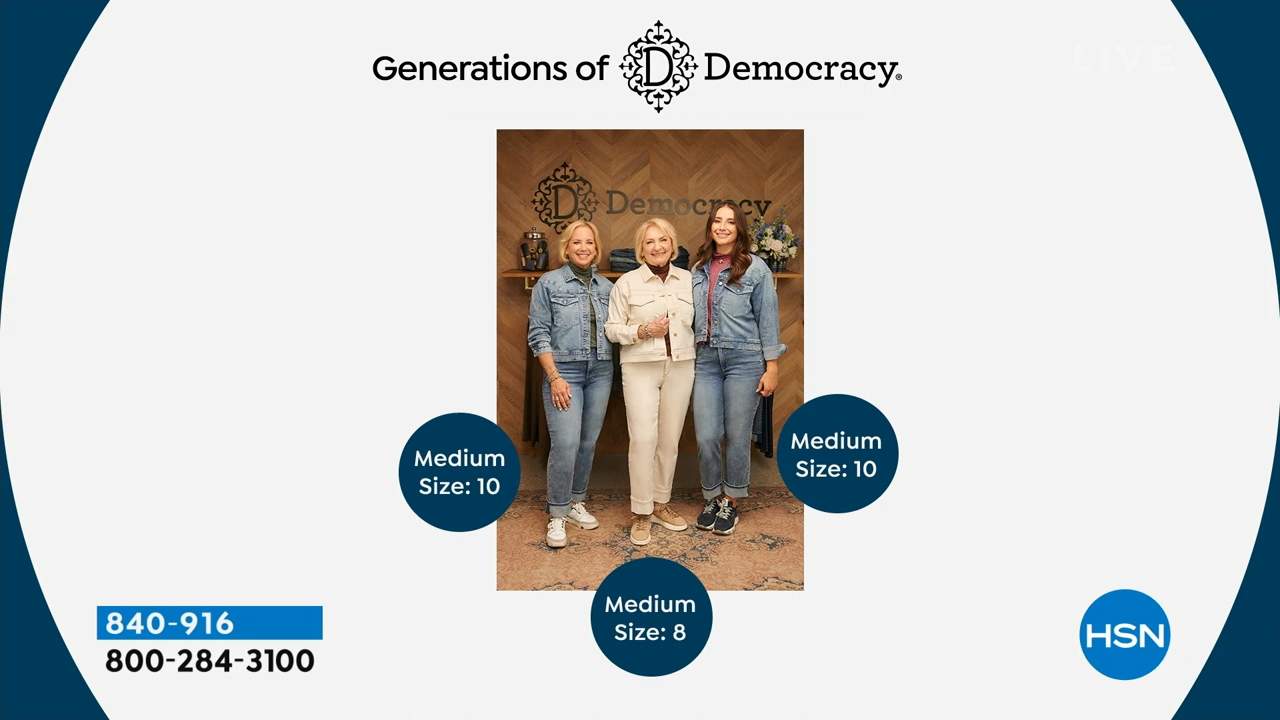 Generations of D Democracy®
LIVE
D Democracy
Medium
Size: 10
Medium
Size: 10
Medium
Size: 8
840-916
800-284-3100
HSN